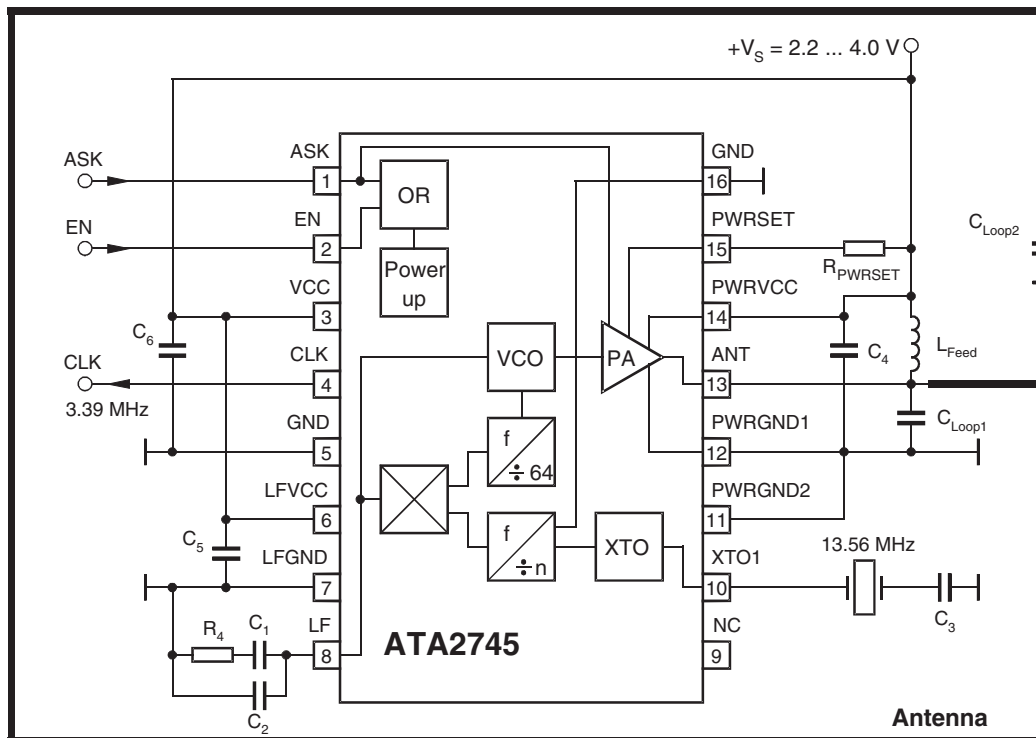 +VS = 2.2 ... 4.0 V
ASK
ASK
1
OR
GND
16
EN
EN
2
PWRSET
15
RPWRSET
CLoop2
Power
up
VCC
3
PWRVCC
14
C6
CLK
CLK
4
3.39 MHz
VCO
PA
ANT
13
C4
LFeed
GND
5
f
÷ 64
PWRGND1
12
CLoop1
LFVCC
6
PWRGND2
11
C5
LFGND
7
f
÷ n
XTO
XTO1
10
13.56 MHz
C3
R4
C1
LF
8
ATA2745
NC
9
C2
Antenna